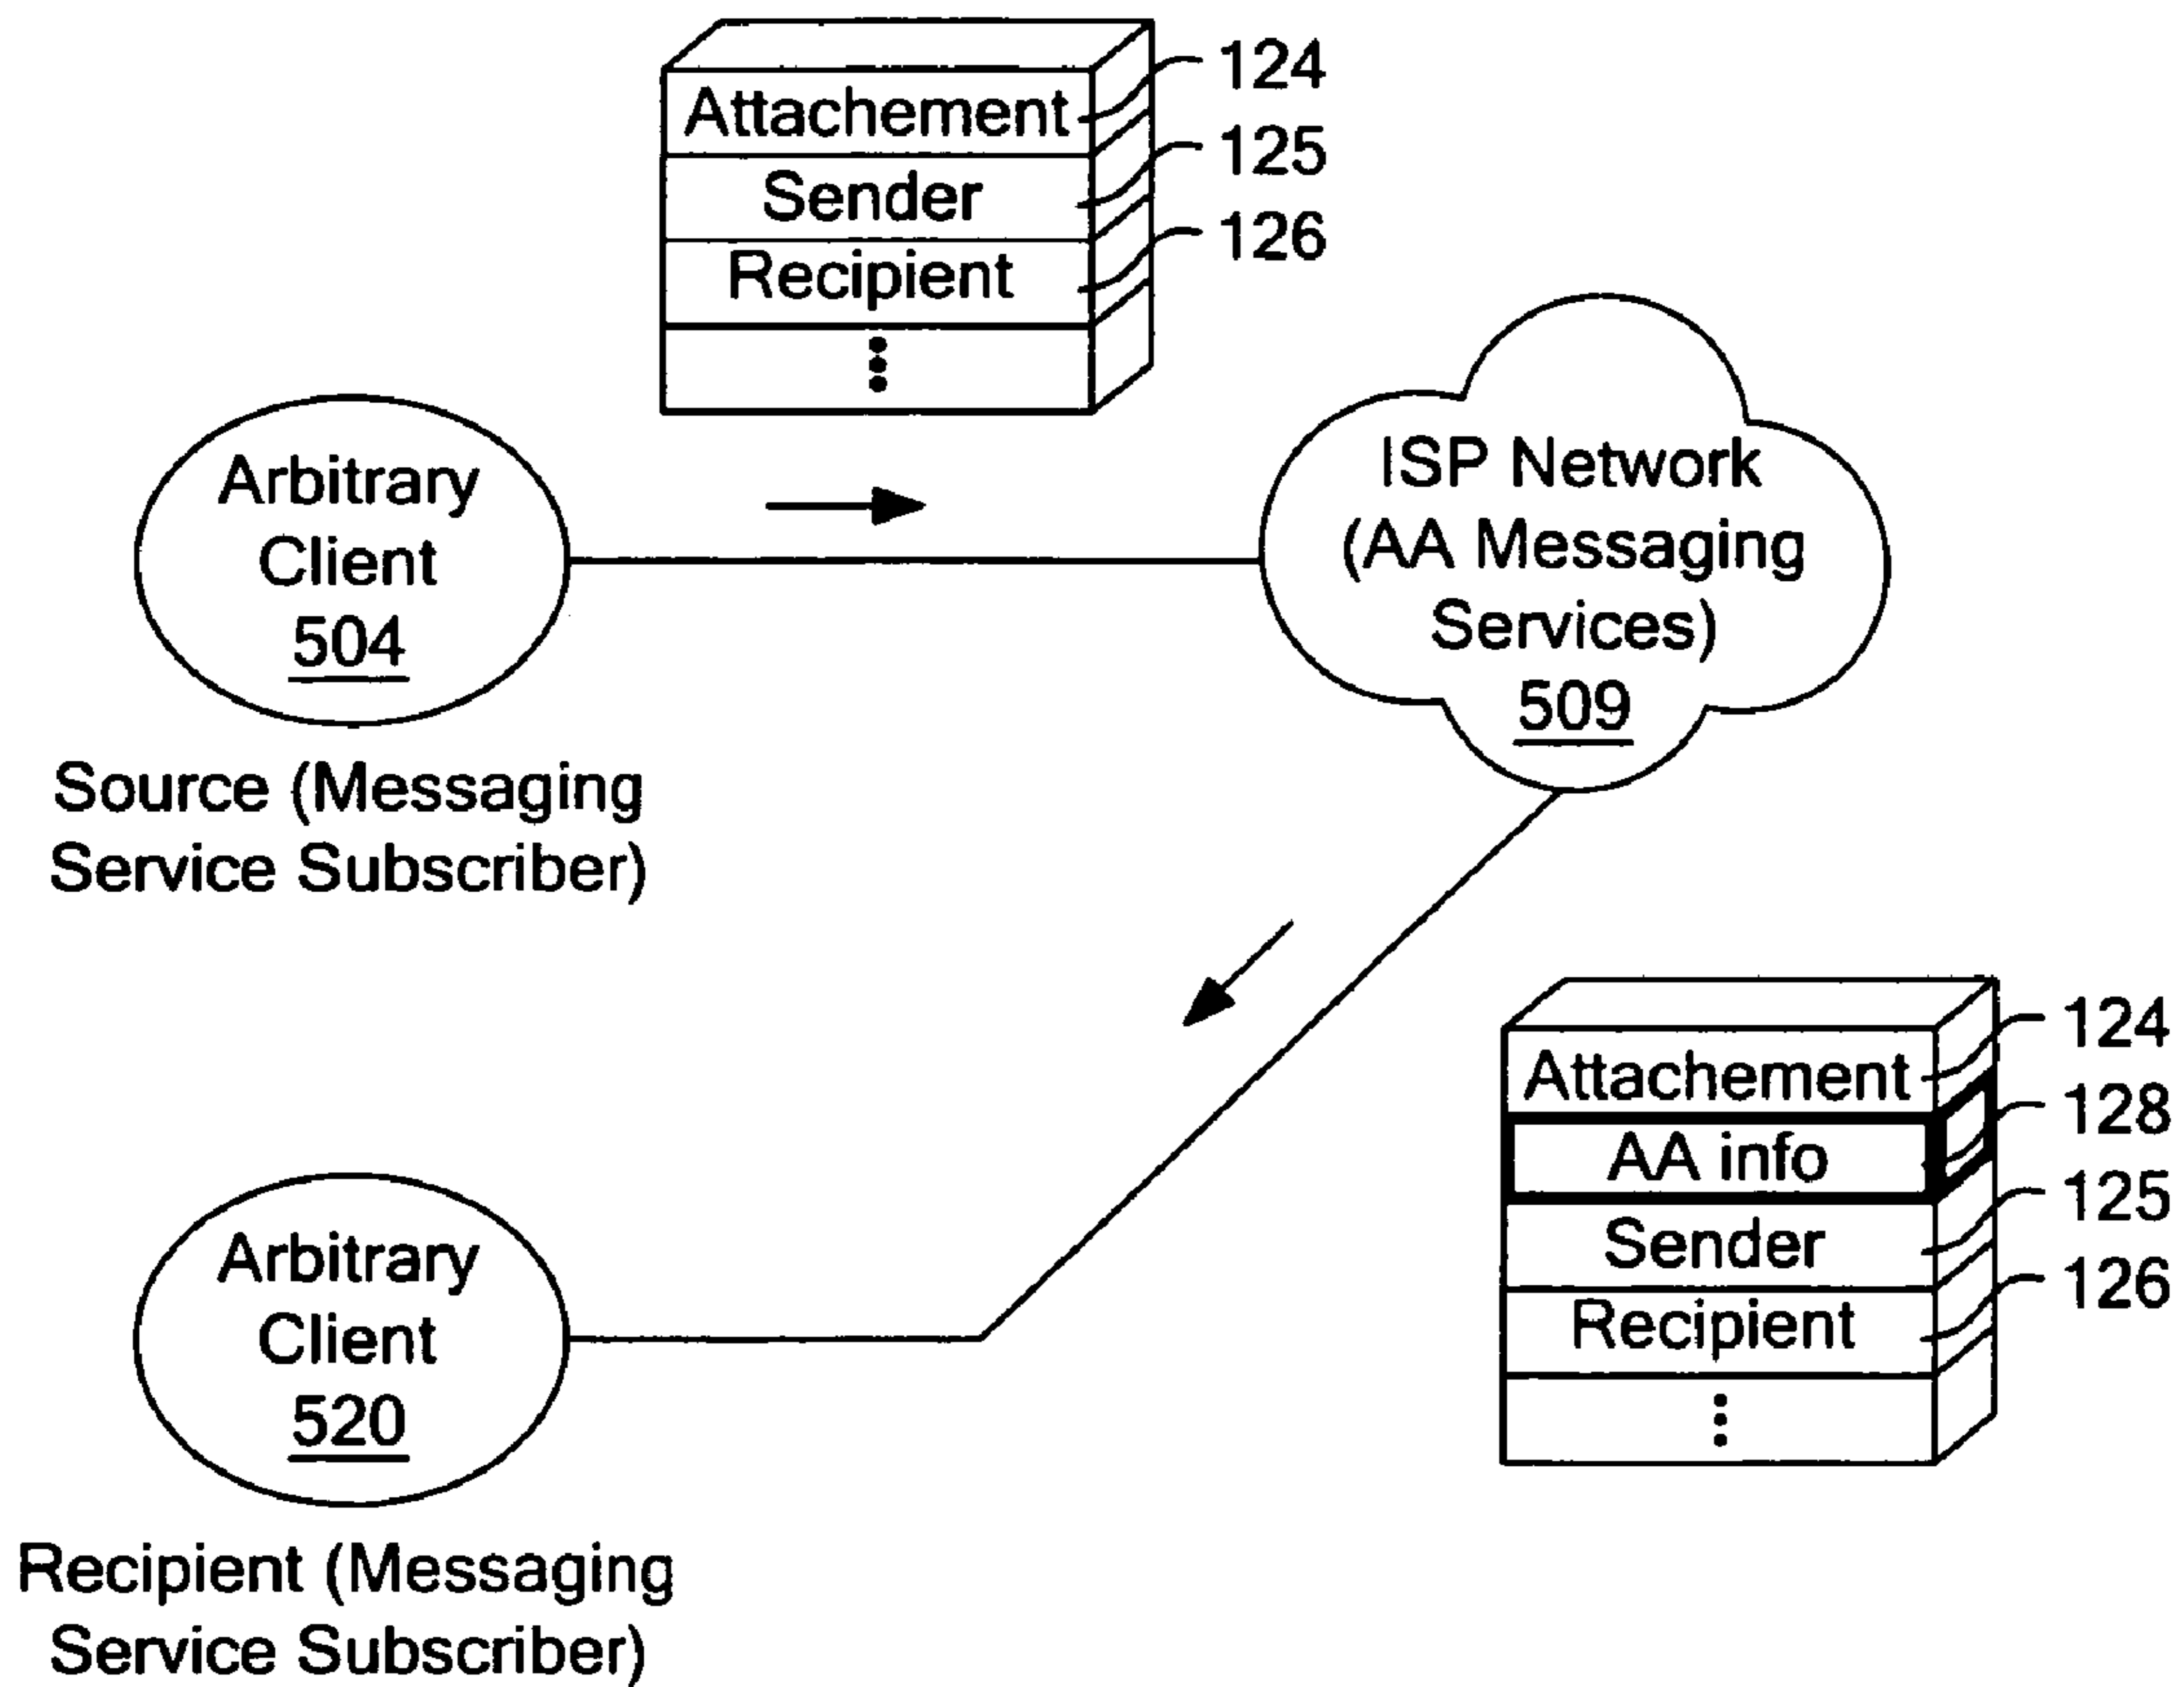 Attachement
124
Sender
125
Recipient
126
Arbitrary
Client
504
Source (Messaging
Service Subscriber)
ISP Network
(AA Messaging
Services)
509
Attachement
124
AA info
128
Sender
125
Recipient
126
Arbitrary
Client
520
Recipient (Messaging
Service Subscriber)